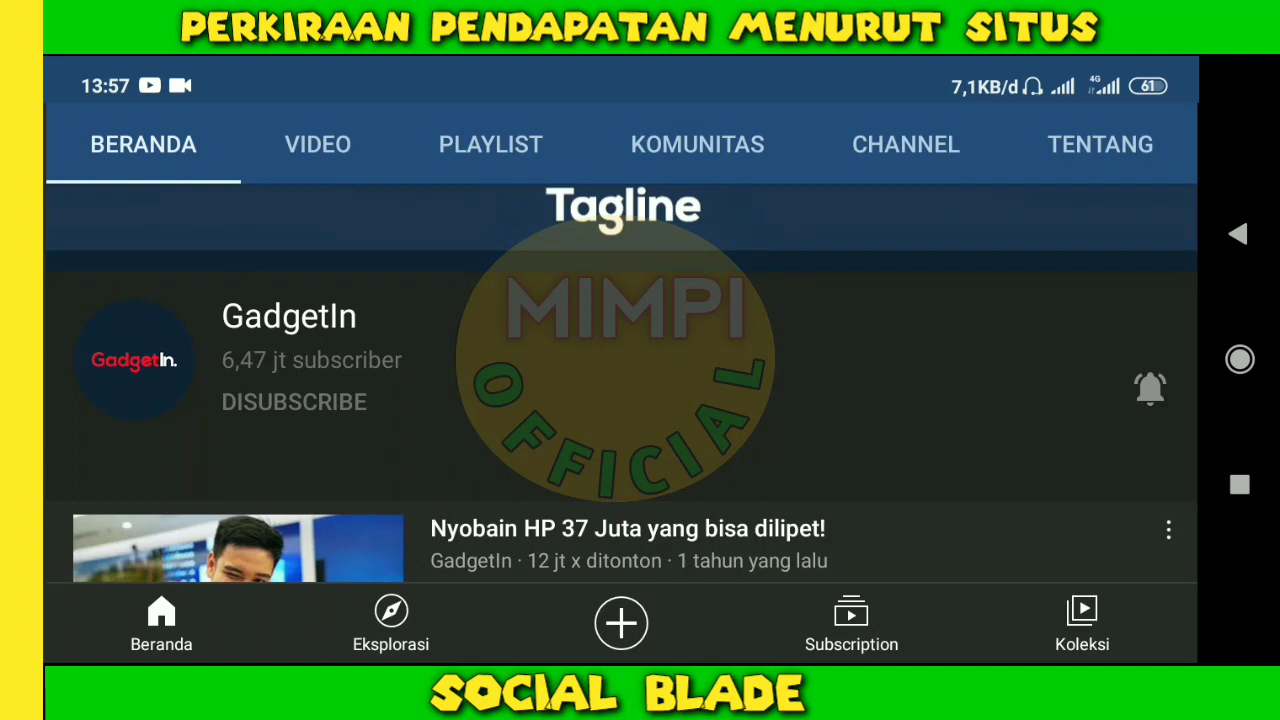 PERKIRAAN PENDAPATAN MENURUT SITUS
13:57 7,1KB/d 4G 61
BERANDA VIDEO PLAYLIST KOMUNITAS CHANNEL TENTANG
Tagline
MIMPI
OFFICIAL
GadgetIn.
GadgetIn
6,47 jt subscriber
DISUBSCRIBE
Nyobain HP 37 Juta yang bisa dilipet!
GadgetIn · 12 jt x ditonton · 1 tahun yang lalu
Beranda Eksplorasi Subscription Koleksi
SOCIAL BLADE